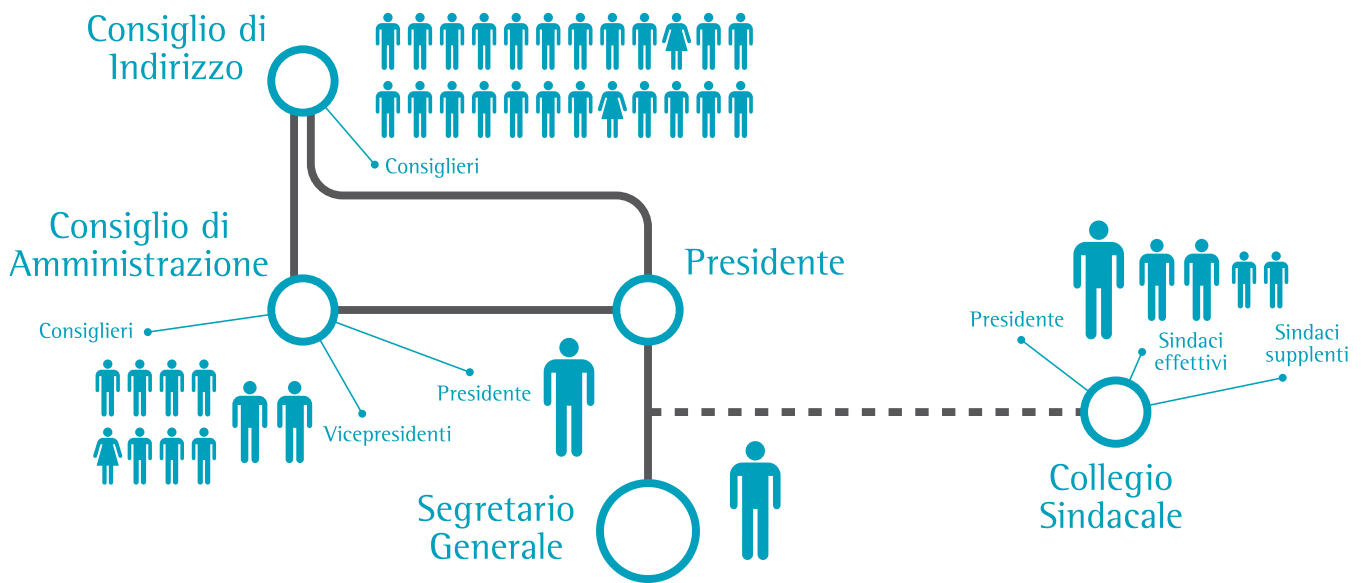 Consiglio di
Indirizzo
Consiglieri
Consiglio di
Amministrazione
Presidente
Consiglieri
Presidente
Vicepresidenti
Presidente
Sindaci
effettivi
Sindaci
supplenti
Segretario
Generale
Collegio
Sindacale